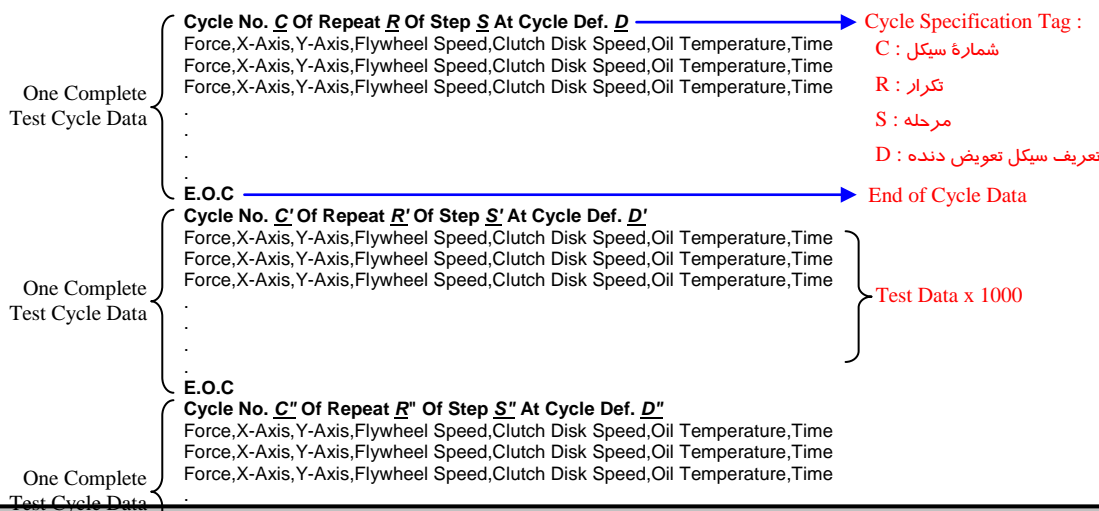 Cycle No. C Of Repeat R Of Step S At Cycle Def. D
Cycle Specification Tag :
Force,X-Axis,Y-Axis,Flywheel Speed,Clutch Disk Speed,Oil Temperature,Time
Force,X-Axis,Y-Axis,Flywheel Speed,Clutch Disk Speed,Oil Temperature,Time
Force,X-Axis,Y-Axis,Flywheel Speed,Clutch Disk Speed,Oil Temperature,Time
.
.
.
.
E.O.C
One Complete
Test Cycle Data
C : شمارهٔ سیکل
R : تکرار
S : مرحله
D : تعریف سیکل تعویض دنده
End of Cycle Data
Cycle No. C' Of Repeat R' Of Step S' At Cycle Def. D'
Force,X-Axis,Y-Axis,Flywheel Speed,Clutch Disk Speed,Oil Temperature,Time
Force,X-Axis,Y-Axis,Flywheel Speed,Clutch Disk Speed,Oil Temperature,Time
Force,X-Axis,Y-Axis,Flywheel Speed,Clutch Disk Speed,Oil Temperature,Time
.
.
.
.
E.O.C
One Complete
Test Cycle Data
Test Data x 1000
Cycle No. C" Of Repeat R" Of Step S" At Cycle Def. D"
Force,X-Axis,Y-Axis,Flywheel Speed,Clutch Disk Speed,Oil Temperature,Time
Force,X-Axis,Y-Axis,Flywheel Speed,Clutch Disk Speed,Oil Temperature,Time
Force,X-Axis,Y-Axis,Flywheel Speed,Clutch Disk Speed,Oil Temperature,Time
.
One Complete
Test Cycle Data